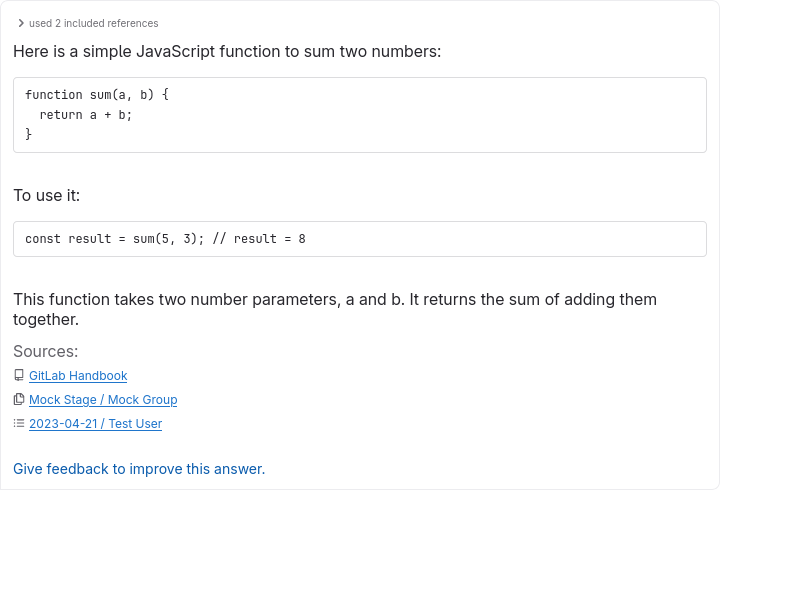 used 2 included references
Here is a simple JavaScript function to sum two numbers:
function sum(a, b) {
  return a + b;
}
To use it:
const result = sum(5, 3); // result = 8
This function takes two number parameters, a and b. It returns the sum of adding them
together.
Sources:
GitLab Handbook
Mock Stage / Mock Group
2023-04-21 / Test User
Give feedback to improve this answer.